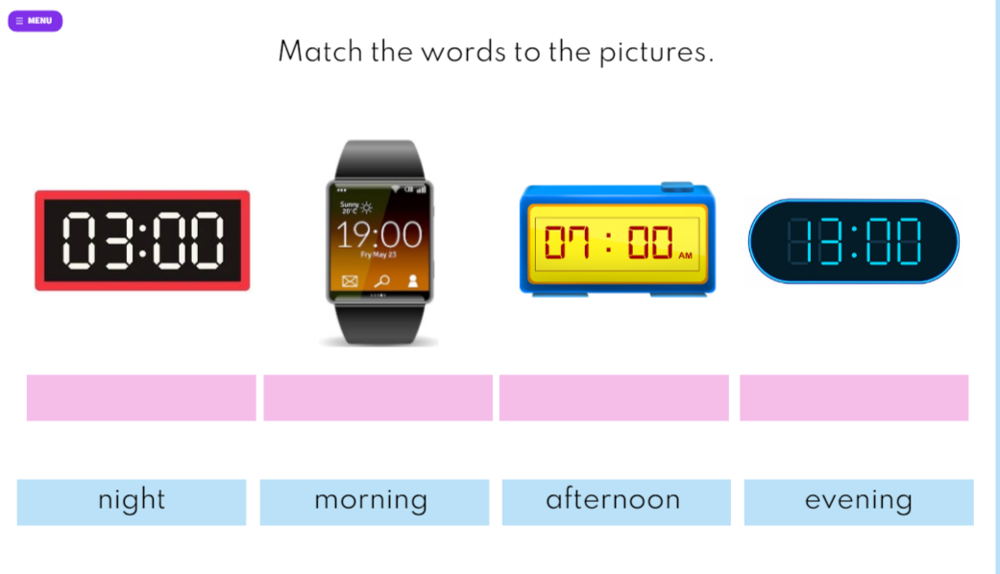 MENU
Match the words to the pictures.
03:00
Sunny
20°C
19:00
Fry May 23
07 : 00 AM
13:00
night
morning
afternoon
evening